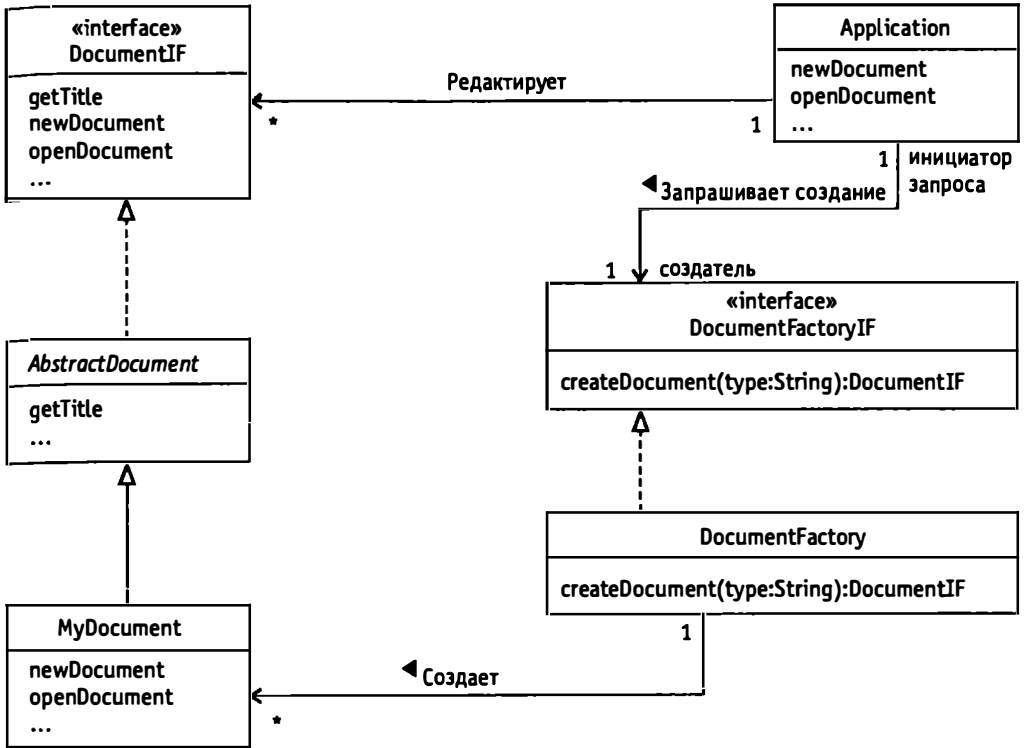 «interface»
DocumentIF
getTitle
newDocument
openDocument
...
Application
newDocument
openDocument
...
Редактирует
*
1
1
инициатор
запроса
Запрашивает создание
1
создатель
«interface»
DocumentFactoryIF
createDocument(type:String):DocumentIF
AbstractDocument
getTitle
...
DocumentFactory
createDocument(type:String):DocumentIF
1
MyDocument
newDocument
openDocument
...
Создает
*